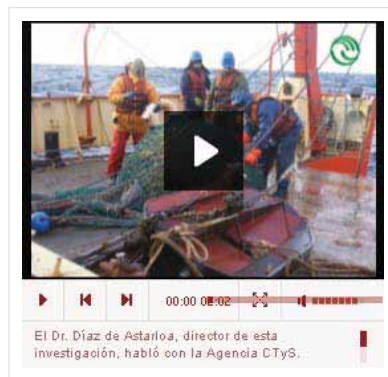 00:00 02:02
El Dr. Díaz de Astarloa, director de esta
investigación, habló con la Agencia CTyS.